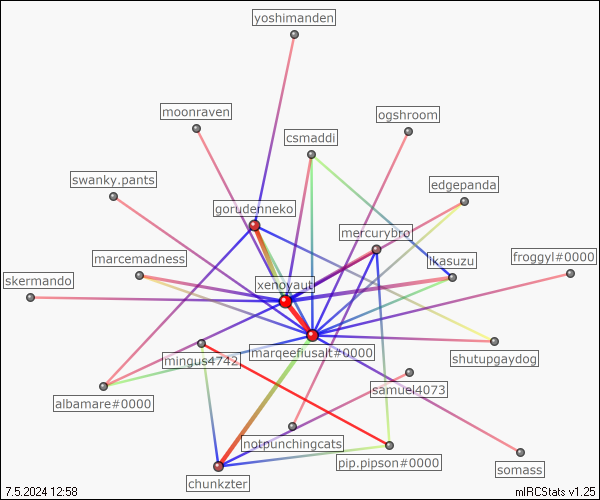 yoshimanden
moonraven
ogshroom
csmaddi
swanky.pants
edgepanda
gorudenneko
mercurybro
marcemadness
ikasuzu
froggyl#0000
skermando
xenoyaut
margeefiusalt#0000
mingus4742
shutupgaydog
samuel4073
albamare#0000
notpunchingcats
pip.pipson#0000
somass
chunkzter
7.5.2024 12:58
mIRCStats v1.25